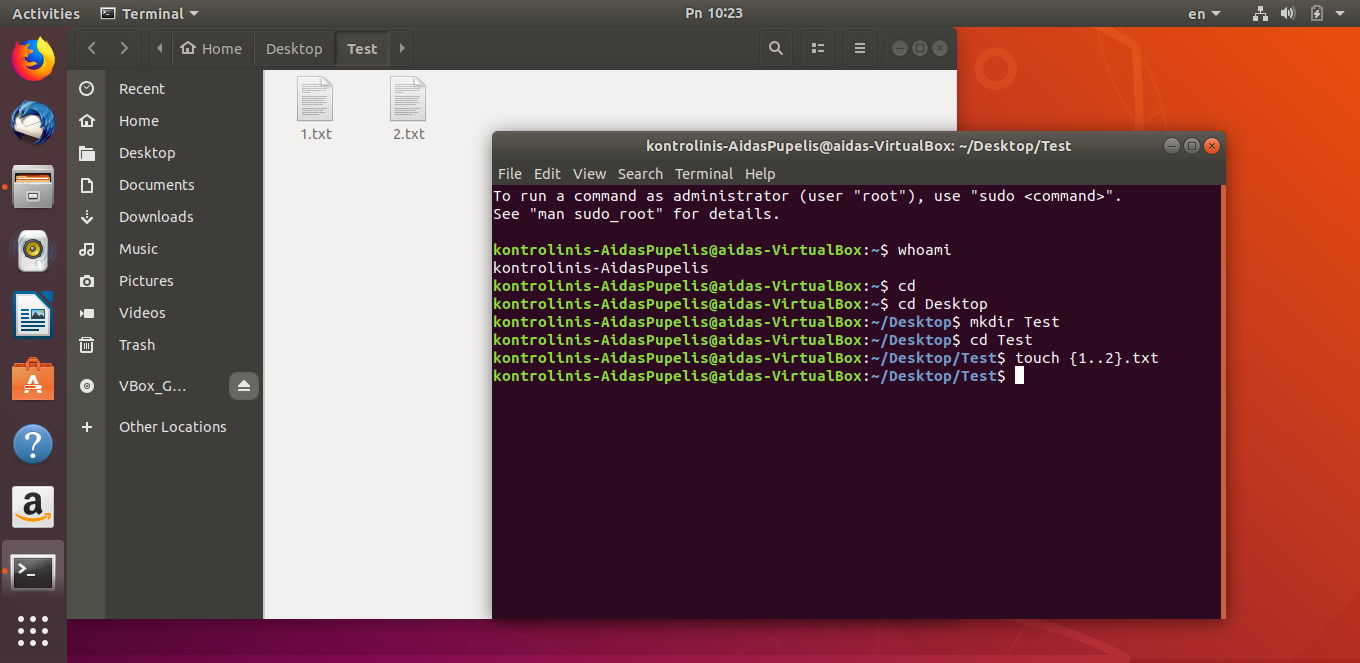 Activities Terminal Pn 10:23 en
Home Desktop Test
Recent
Home
Desktop
Documents
Downloads
Music
Pictures
Videos
Trash
VBox_G...
Other Locations
1.txt 2.txt
kontrolinis-AidasPupelis@aidas-VirtualBox: ~/Desktop/Test
File Edit View Search Terminal Help
To run a command as administrator (user "root"), use "sudo <command>".
See "man sudo_root" for details.
kontrolinis-AidasPupelis@aidas-VirtualBox:~$ whoami
kontrolinis-AidasPupelis
kontrolinis-AidasPupelis@aidas-VirtualBox:~$ cd
kontrolinis-AidasPupelis@aidas-VirtualBox:~$ cd Desktop
kontrolinis-AidasPupelis@aidas-VirtualBox:~/Desktop$ mkdir Test
kontrolinis-AidasPupelis@aidas-VirtualBox:~/Desktop$ cd Test
kontrolinis-AidasPupelis@aidas-VirtualBox:~/Desktop/Test$ touch {1..2}.txt
kontrolinis-AidasPupelis@aidas-VirtualBox:~/Desktop/Test$